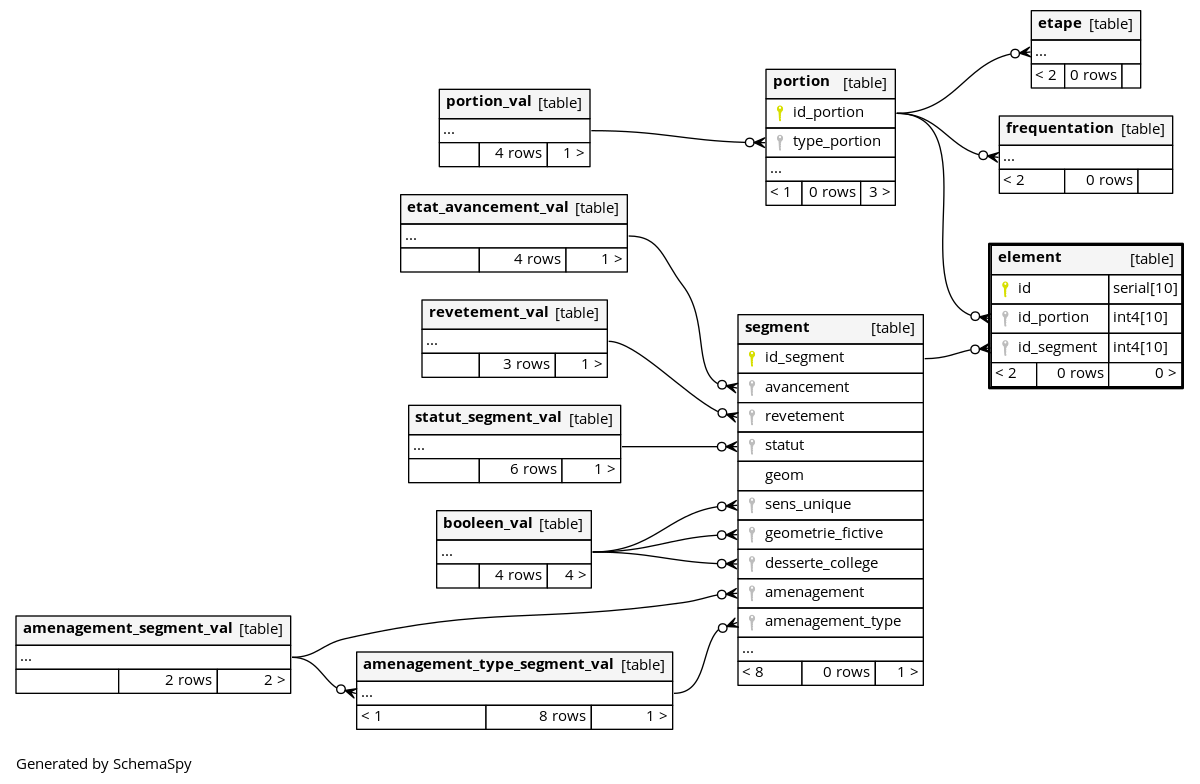 etape [table]
...
< 2 0 rows
portion [table]
id_portion
type_portion
...
< 1 0 rows 3 >
portion_val [table]
...
4 rows 1 >
frequentation [table]
...
< 2 0 rows
etat_avancement_val [table]
...
4 rows 1 >
element [table]
id serial[10]
id_portion int4[10]
id_segment int4[10]
< 2 0 rows 0 >
revetement_val [table]
...
3 rows 1 >
segment [table]
id_segment
avancement
revetement
statut
geom
sens_unique
geometrie_fictive
desserte_college
amenagement
amenagement_type
...
< 8 0 rows 1 >
statut_segment_val [table]
...
6 rows 1 >
booleen_val [table]
...
4 rows 4 >
amenagement_segment_val [table]
...
2 rows 2 >
amenagement_type_segment_val [table]
...
< 1 8 rows 1 >
Generated by SchemaSpy